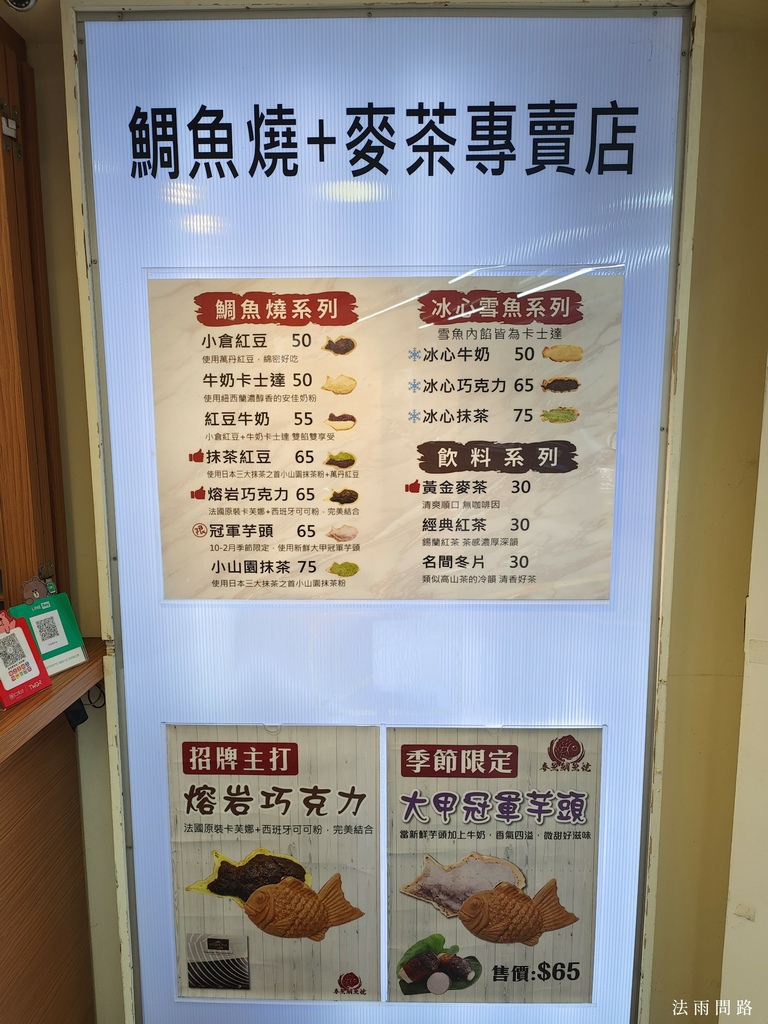 鯛魚燒+麥茶專賣店
鯛魚燒系列
小倉紅豆 50
使用萬丹紅豆，綿密好吃
牛奶卡士達 50
使用紐西蘭濃醇香的安佳奶粉
紅豆牛奶 55
小倉紅豆+牛奶卡士達 雙餡雙享受
抹茶紅豆 65
使用日本三大抹茶之首小山園抹茶粉+萬丹紅豆
熔岩巧克力 65
法國原裝卡芙娜+西班牙可可粉，完美結合
限 冠軍芋頭 65
10-2月季節限定，使用新鮮大甲冠軍芋頭
小山園抹茶 75
使用日本三大抹茶之首小山園抹茶粉
冰心雪魚系列
雪魚內餡皆為卡士達
冰心牛奶 50
冰心巧克力 65
冰心抹茶 75
飲料系列
黃金麥茶 30
清爽順口 無咖啡因
經典紅茶 30
錫蘭紅茶 茶感濃厚深韻
名間冬片 30
類似高山茶的冷韻 清香好茶
LINE Pay
招牌主打
熔岩巧克力
法國原裝卡芙娜+西班牙可可粉，完美結合
季節限定
大甲冠軍芋頭
當新鮮芋頭加上牛奶，香氣四溢，微甜好滋味
售價:$65
法雨問路